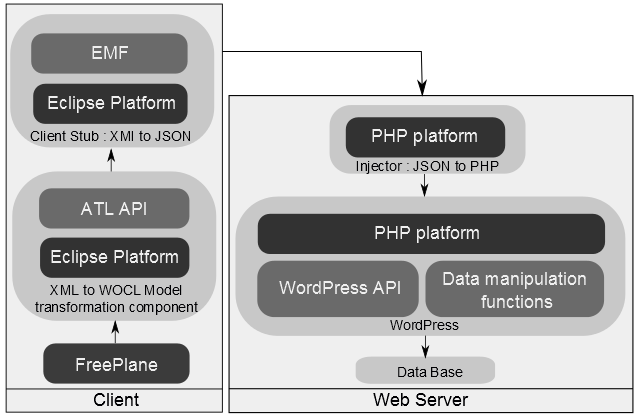 EMF
Eclipse Platform
Client Stub : XMI to JSON
ATL API
Eclipse Platform
XML to WOCL Model
transformation component
FreePlane
Client
PHP platform
Injector : JSON to PHP
PHP platform
WordPress API
Data manipulation
functions
WordPress
Data Base
Web Server